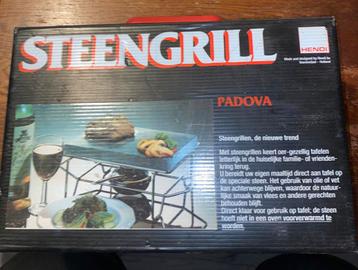 STEENGRILL
HENDI
Made and designed by Hendi bv
PADOVA
Steengrillen, de nieuwe trend
Met steengrillen keert oer-gezellig tafelen
letterlijk in de huiselijke familie- of vrienden-
kring terug.
U bereidt uw eigen maaltijd direct aan tafel op
de speciale steen. Het gebruik van olie of vet
kan achterwege blijven, waardoor de natuur-
lijke smaak van vlees en andere gerechten
behouden blijft.
Direct klaar voor gebruik op tafel; de steen
hoeft niet in een oven voorverwarmd te
worden.